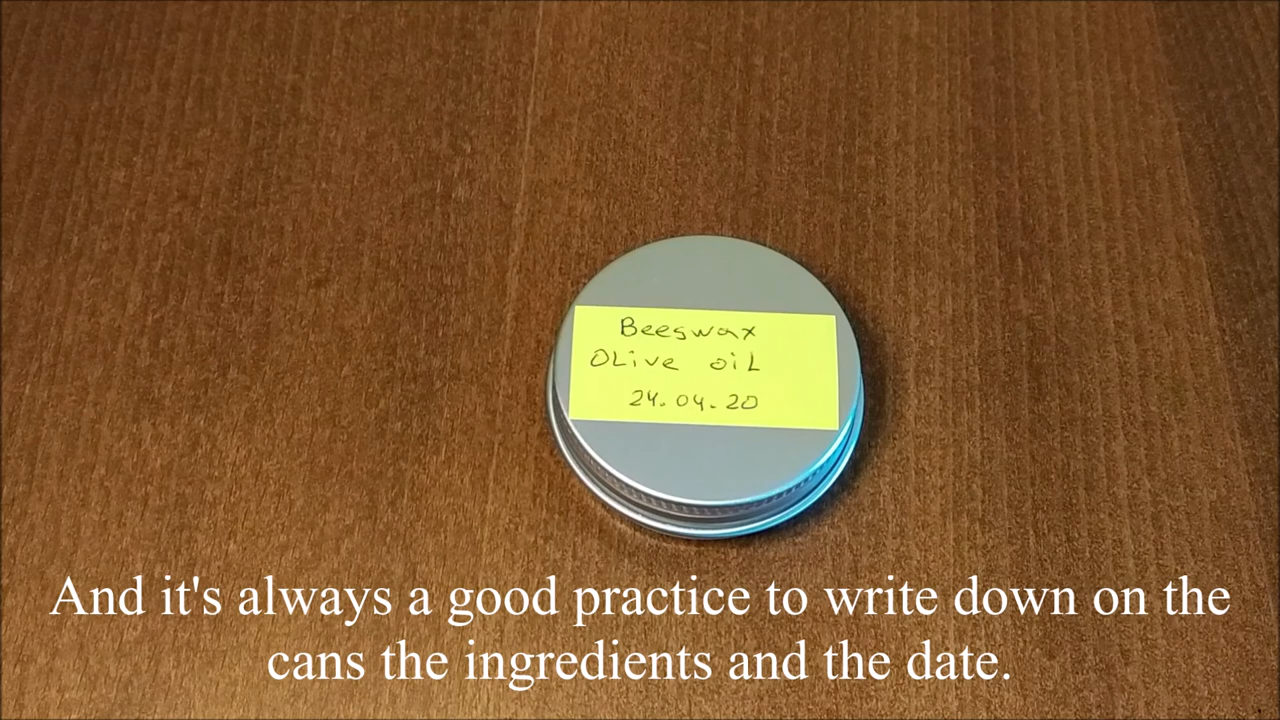 Beeswax
Olive oil
24.04.20
And it's always a good practice to write down on the
cans the ingredients and the date.